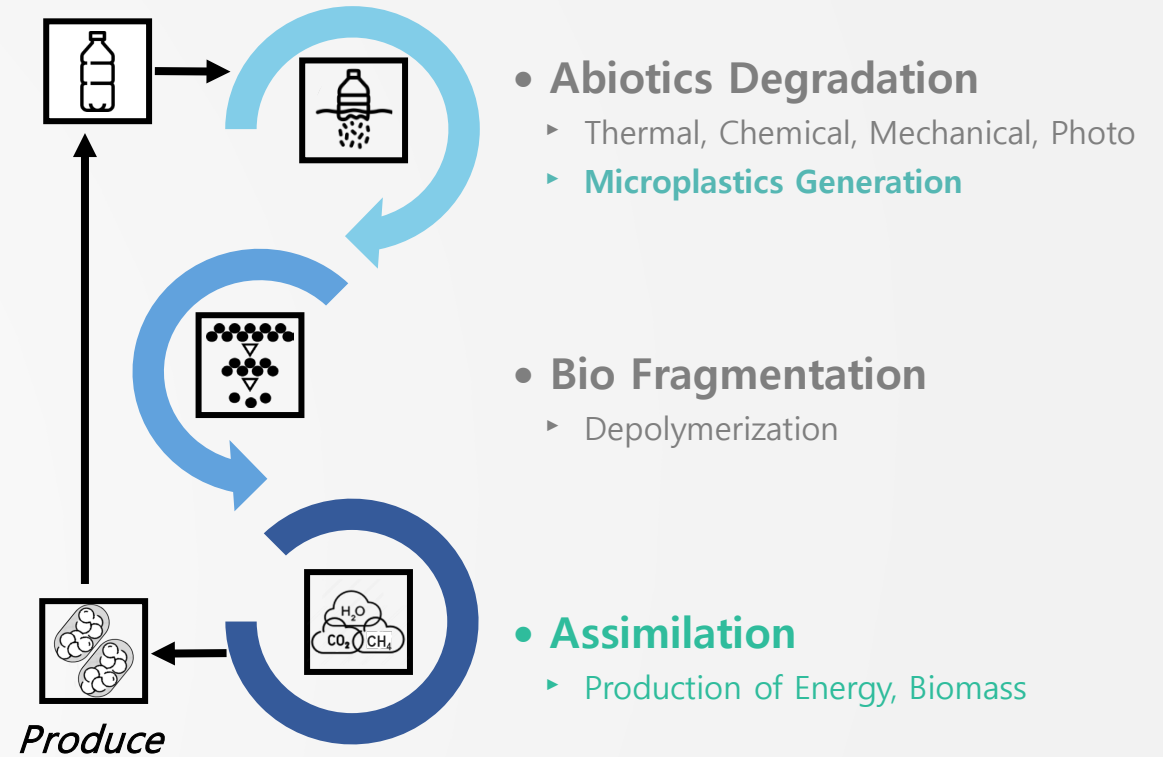 • Abiotics Degradation
▸ Thermal, Chemical, Mechanical, Photo
▸ Microplastics Generation
• Bio Fragmentation
▸ Depolymerization
H₂O
CO₂ CH₄
• Assimilation
▸ Production of Energy, Biomass
Produce